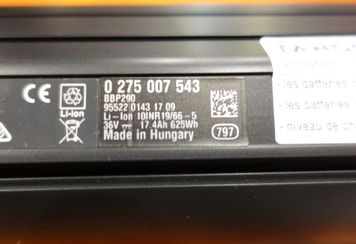 0 275 007 543
BBP290
95522 0143 17 09
Li-Ion 10INR19/66-5
36V 17.4Ah 625Wh
Made in Hungary
797
CE
Li-ion
- les batteries
- les batteries
- niveau de